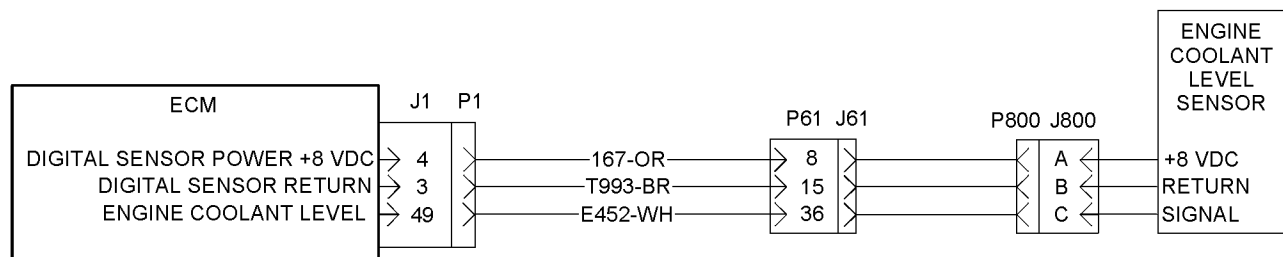 ENGINE
COOLANT
LEVEL
SENSOR
ECM
J1 P1
P61 J61
P800 J800
DIGITAL SENSOR POWER +8 VDC 4 167-OR 8 A +8 VDC
DIGITAL SENSOR RETURN 3 T993-BR 15 B RETURN
ENGINE COOLANT LEVEL 49 E452-WH 36 C SIGNAL